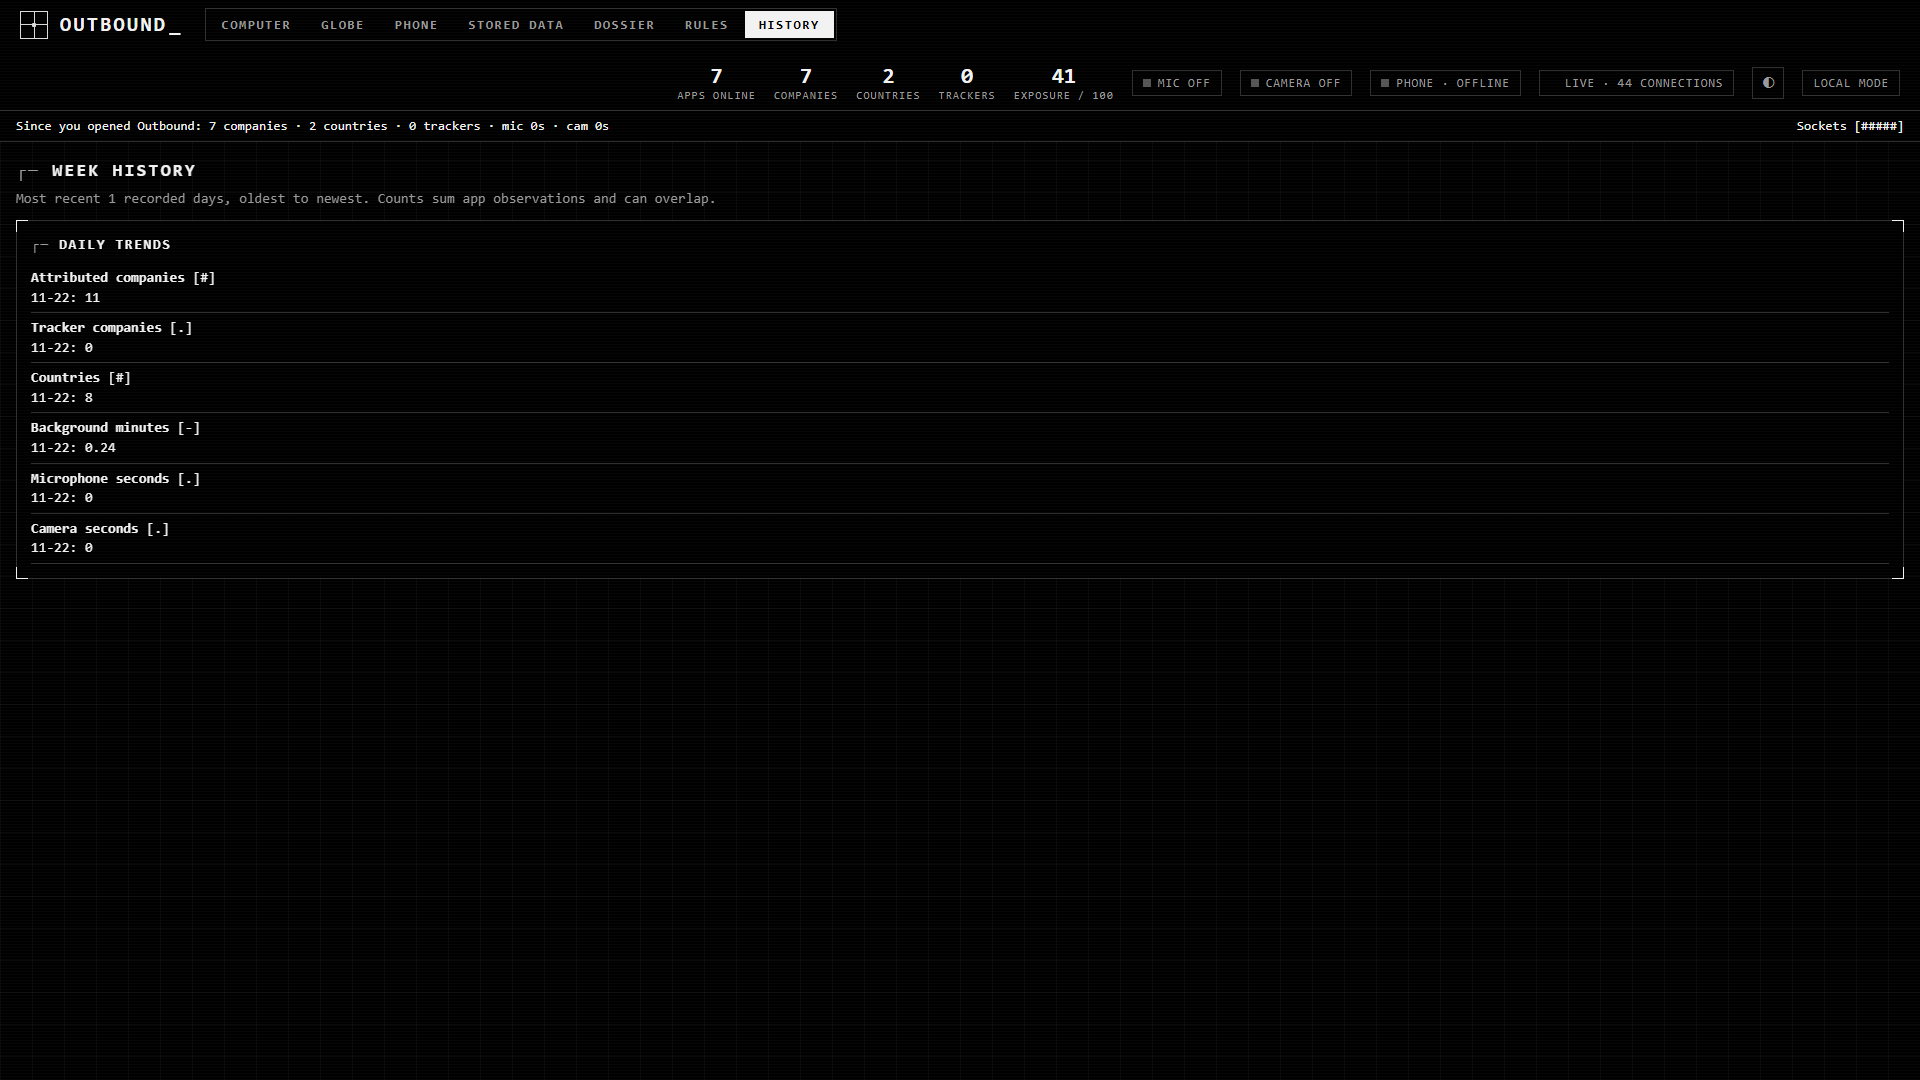 OUTBOUND_
COMPUTER GLOBE PHONE STORED DATA DOSSIER RULES HISTORY
7 APPS ONLINE
7 COMPANIES
2 COUNTRIES
0 TRACKERS
41 EXPOSURE / 100
MIC OFF
CAMERA OFF
PHONE · OFFLINE
LIVE · 44 CONNECTIONS
LOCAL MODE
Since you opened Outbound: 7 companies · 2 countries · 0 trackers · mic 0s · cam 0s
Sockets [#####]
┌─ WEEK HISTORY
Most recent 1 recorded days, oldest to newest. Counts sum app observations and can overlap.
┌─ DAILY TRENDS
Attributed companies [#]
11-22: 11
Tracker companies [.]
11-22: 0
Countries [#]
11-22: 8
Background minutes [-]
11-22: 0.24
Microphone seconds [.]
11-22: 0
Camera seconds [.]
11-22: 0